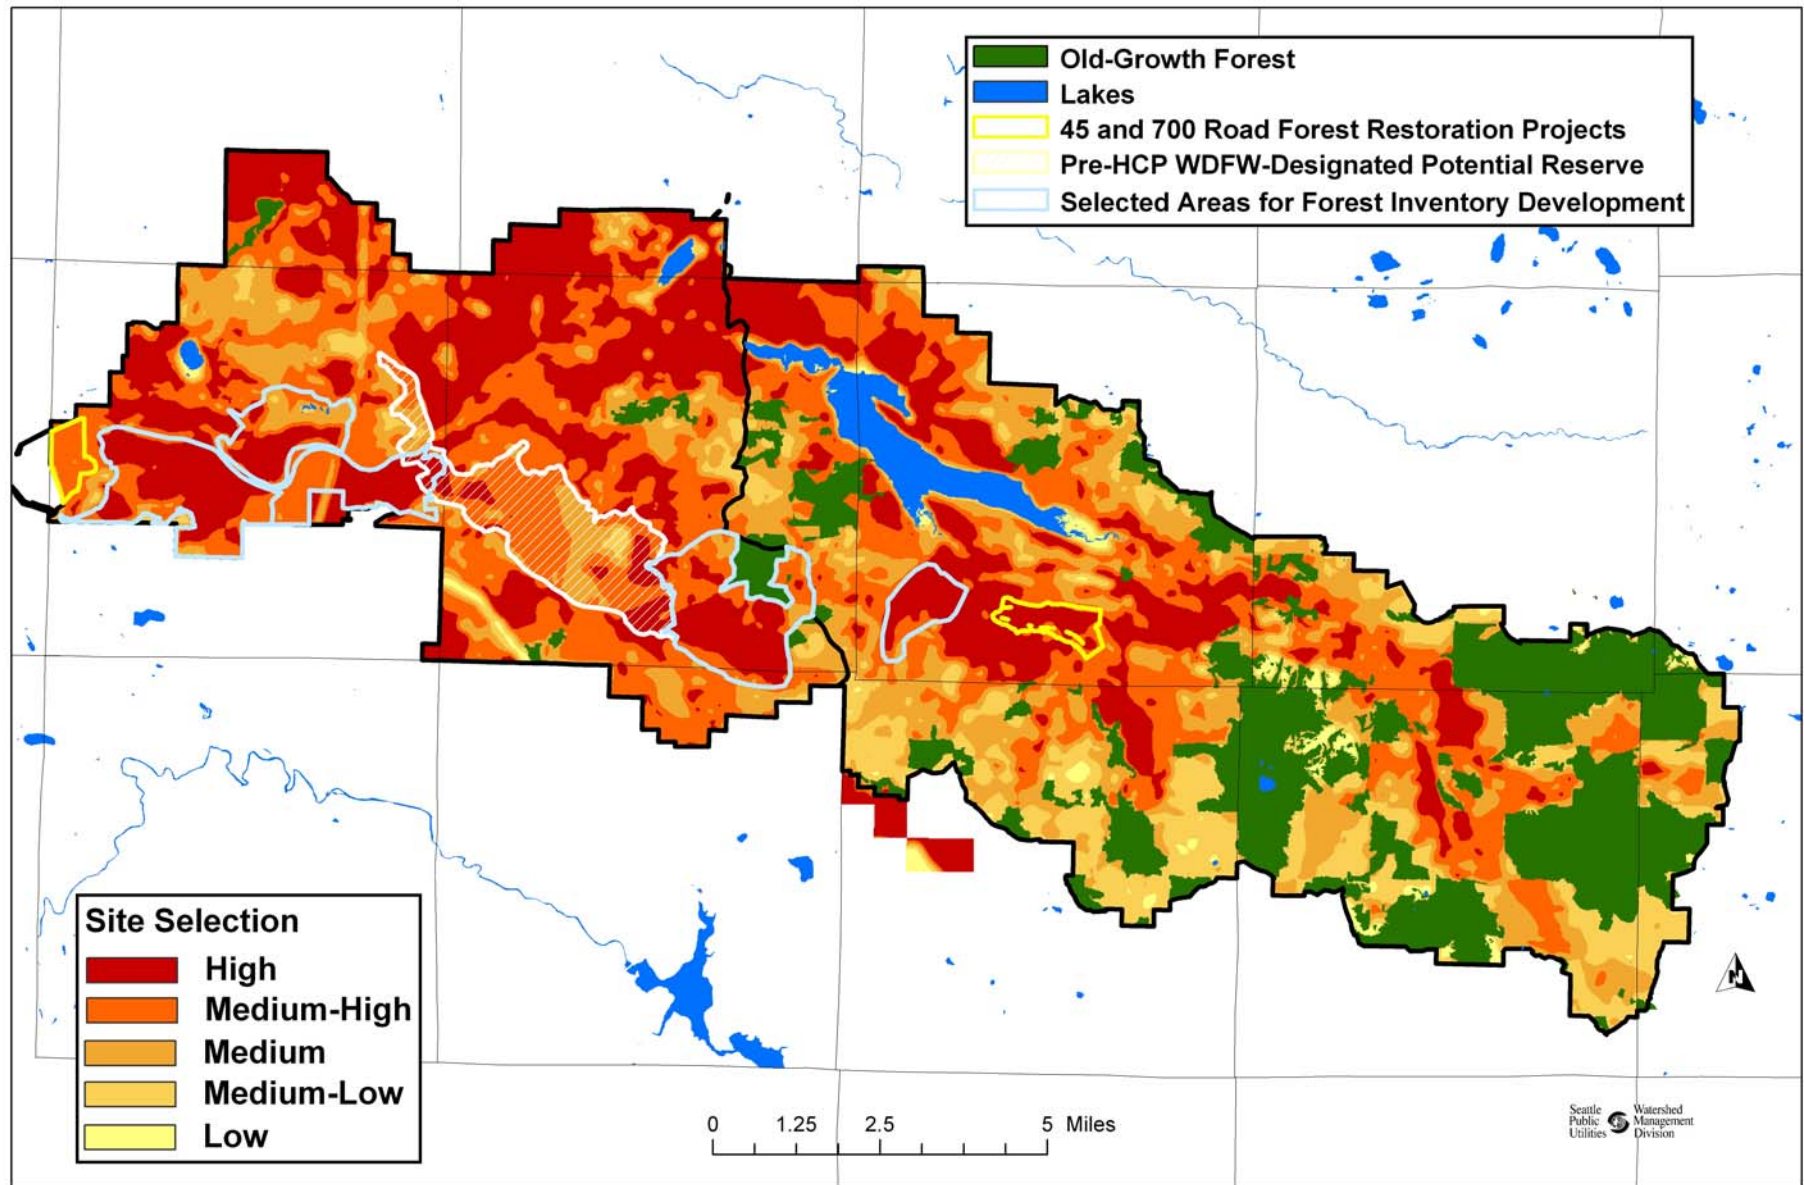 Old-Growth Forest
Lakes
45 and 700 Road Forest Restoration Projects
Pre-HCP WDFW-Designated Potential Reserve
Selected Areas for Forest Inventory Development
Site Selection
High
Medium-High
Medium
Medium-Low
Low
0 1.25 2.5 5 Miles
N
Seattle Public Utilities
Watershed Management Division